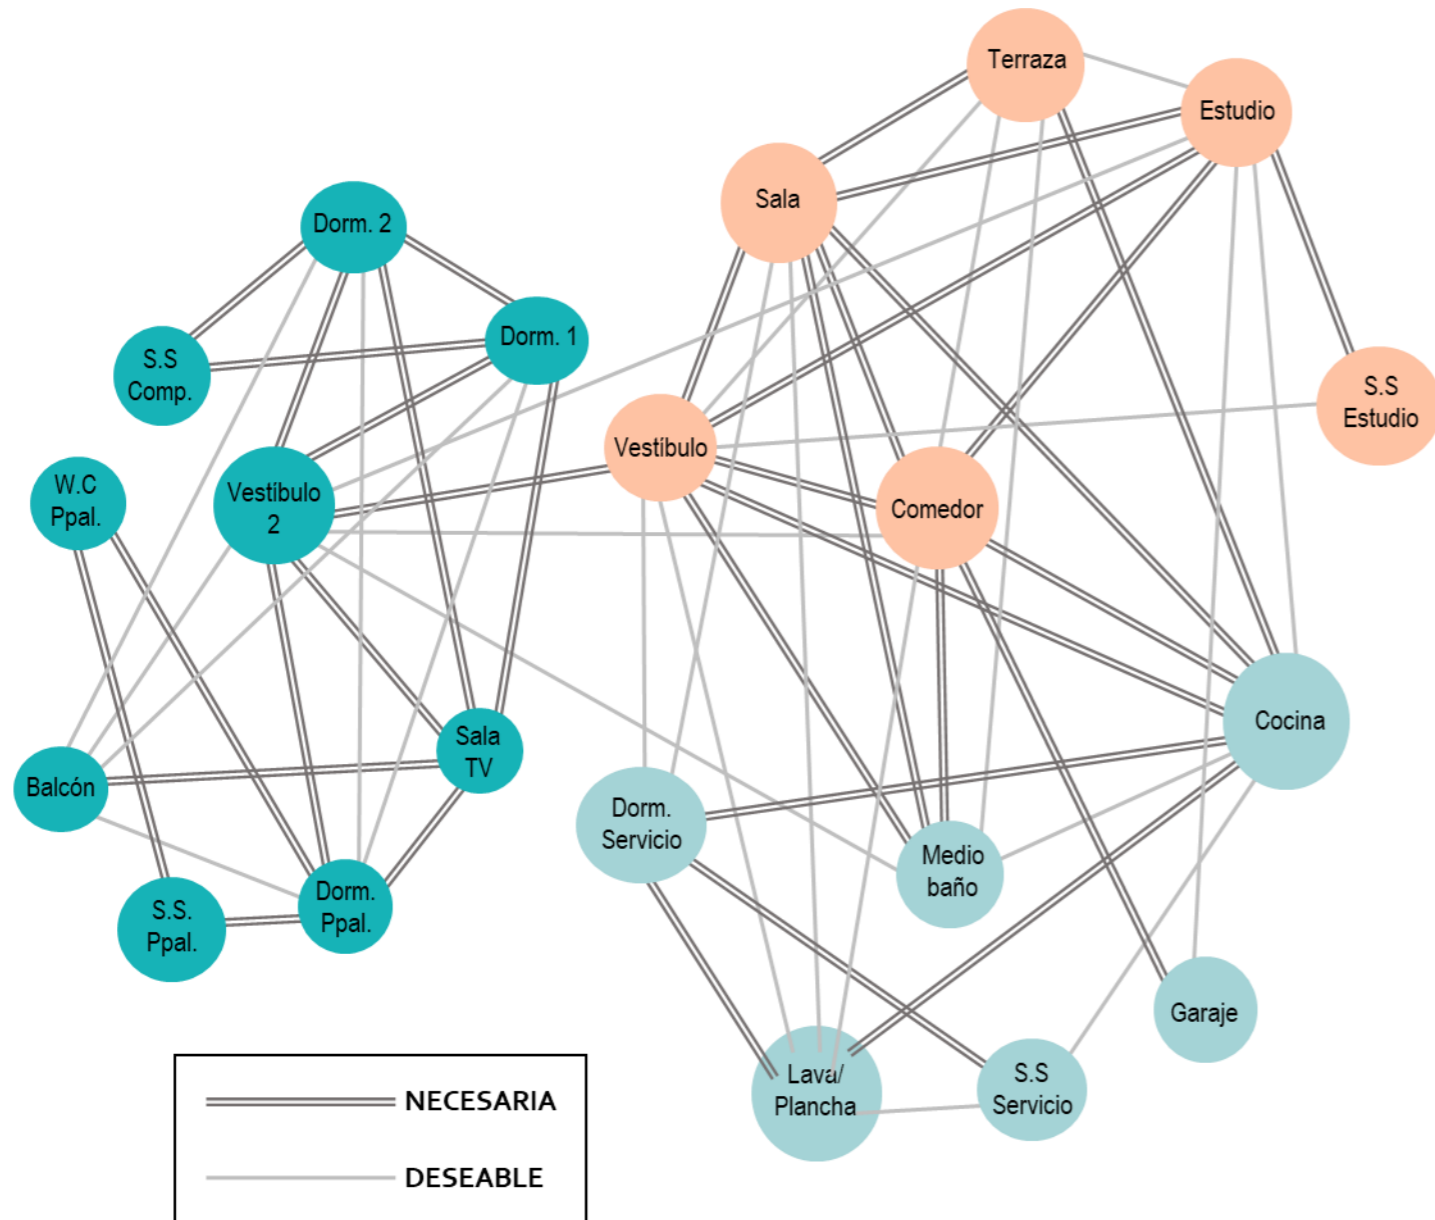 Terraza
Estudio
Sala
Dorm. 2
Dorm. 1
S.S
Comp.
S.S
Estudio
Vestíbulo
W.C
Ppal.
Vestíbulo
2
Comedor
Cocina
Sala
TV
Balcón
Dorm.
Servicio
Medio
baño
Dorm.
Ppal.
S.S.
Ppal.
Garaje
Lava/
Plancha
S.S
Servicio
NECESARIA
DESEABLE